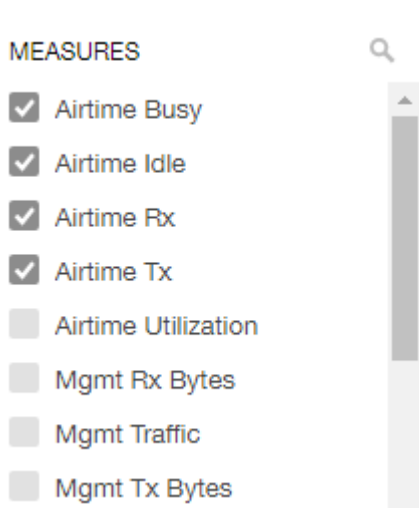 MEASURES
Airtime Busy
Airtime Idle
Airtime Rx
Airtime Tx
Airtime Utilization
Mgmt Rx Bytes
Mgmt Traffic
Mgmt Tx Bytes